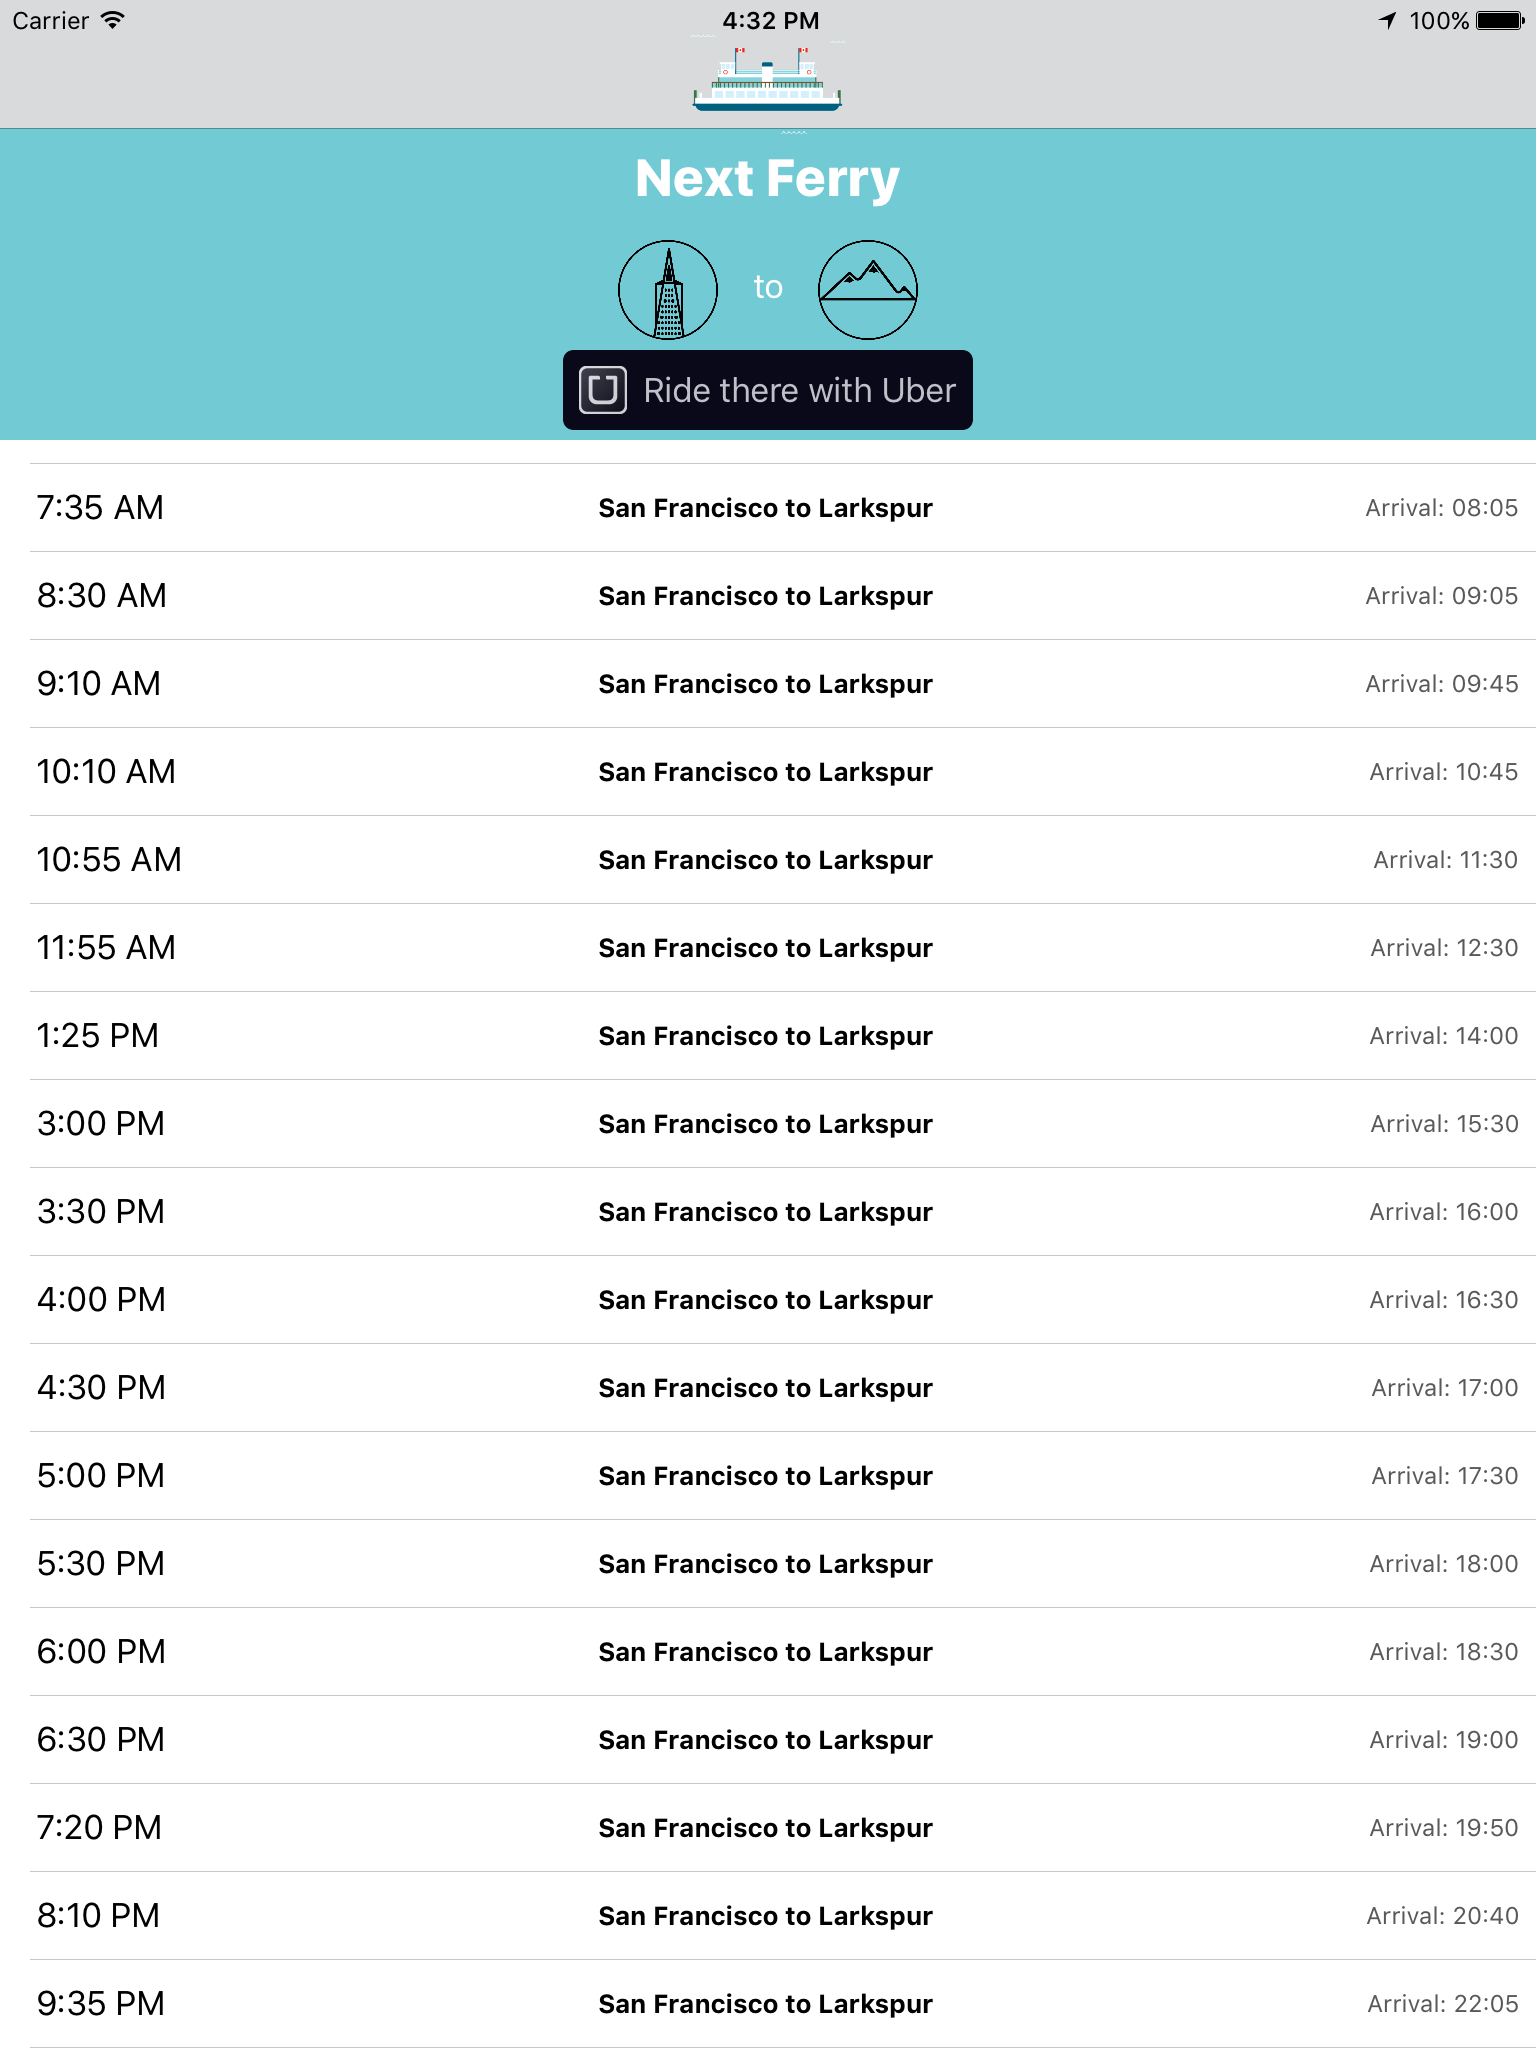 Carrier 4:32 PM 100%
Next Ferry
to
Ride there with Uber
7:35 AM San Francisco to Larkspur Arrival: 08:05
8:30 AM San Francisco to Larkspur Arrival: 09:05
9:10 AM San Francisco to Larkspur Arrival: 09:45
10:10 AM San Francisco to Larkspur Arrival: 10:45
10:55 AM San Francisco to Larkspur Arrival: 11:30
11:55 AM San Francisco to Larkspur Arrival: 12:30
1:25 PM San Francisco to Larkspur Arrival: 14:00
3:00 PM San Francisco to Larkspur Arrival: 15:30
3:30 PM San Francisco to Larkspur Arrival: 16:00
4:00 PM San Francisco to Larkspur Arrival: 16:30
4:30 PM San Francisco to Larkspur Arrival: 17:00
5:00 PM San Francisco to Larkspur Arrival: 17:30
5:30 PM San Francisco to Larkspur Arrival: 18:00
6:00 PM San Francisco to Larkspur Arrival: 18:30
6:30 PM San Francisco to Larkspur Arrival: 19:00
7:20 PM San Francisco to Larkspur Arrival: 19:50
8:10 PM San Francisco to Larkspur Arrival: 20:40
9:35 PM San Francisco to Larkspur Arrival: 22:05